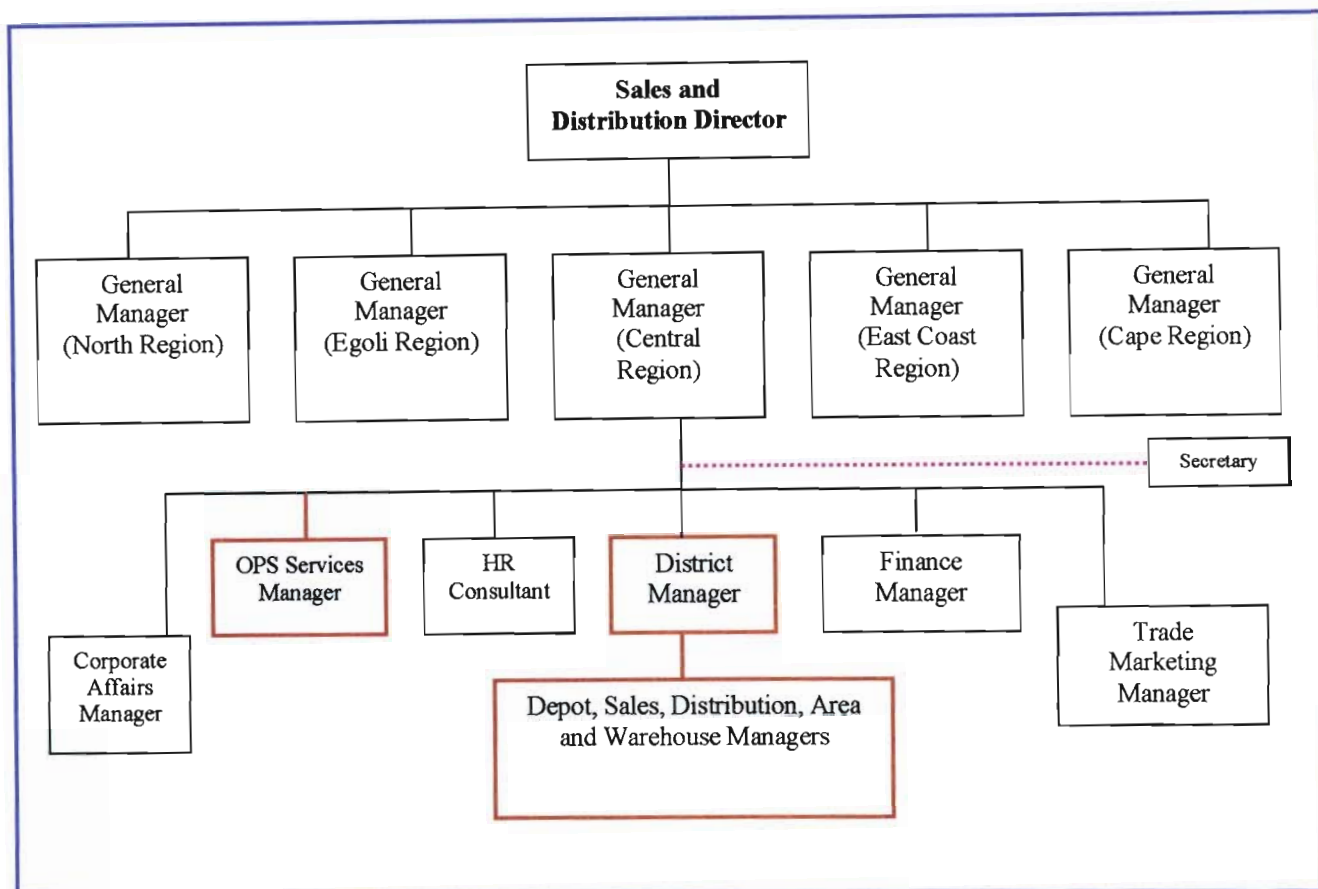 Sales and
Distribution Director
General
Manager
(North Region)
General
Manager
(Egoli Region)
General
Manager
(Central
Region)
General
Manager
(East Coast
Region)
General
Manager
(Cape Region)
Secretary
OPS Services
Manager
HR
Consultant
District
Manager
Finance
Manager
Corporate
Affairs
Manager
Trade
Marketing
Manager
Depot, Sales, Distribution, Area
and Warehouse Managers